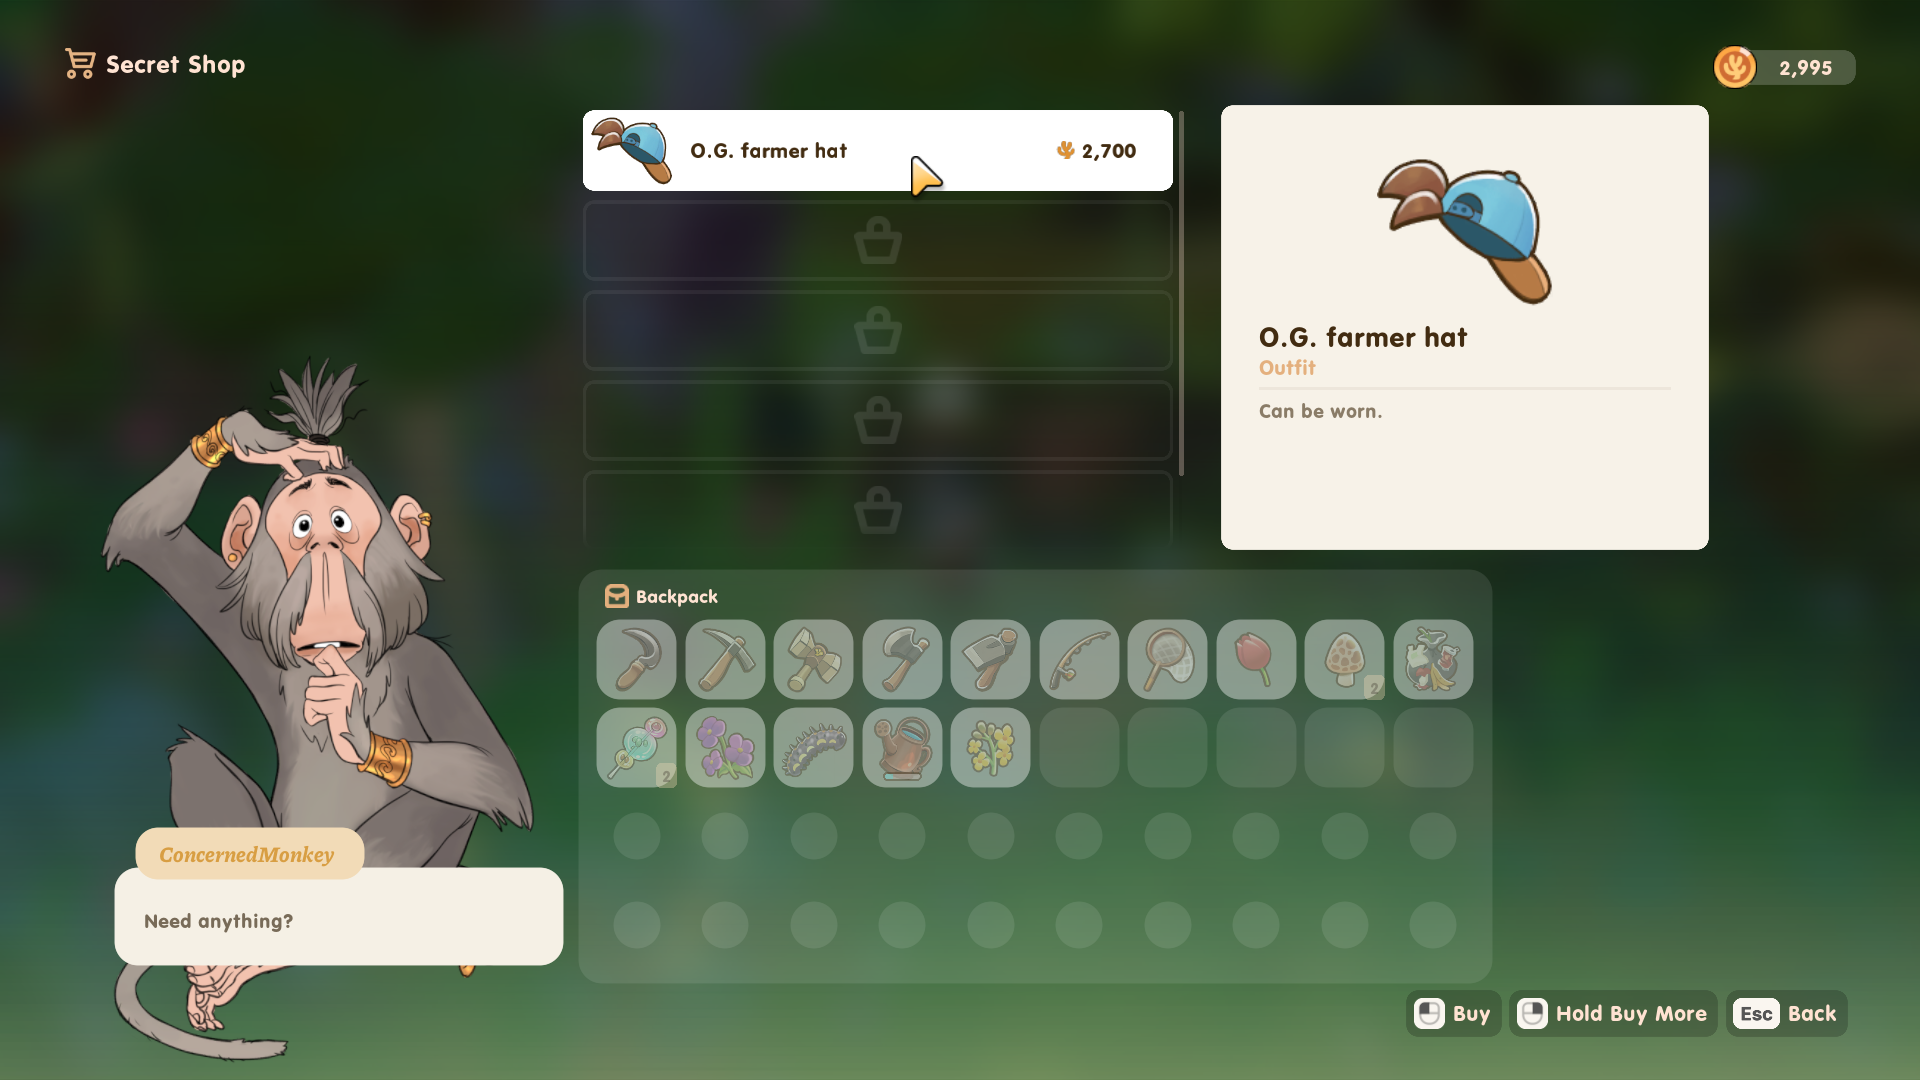 Secret Shop
2,995
O.G. farmer hat
2,700
O.G. farmer hat
Outfit
Can be worn.
Backpack
2
2
ConcernedMonkey
Need anything?
Buy
Hold Buy More
Esc Back